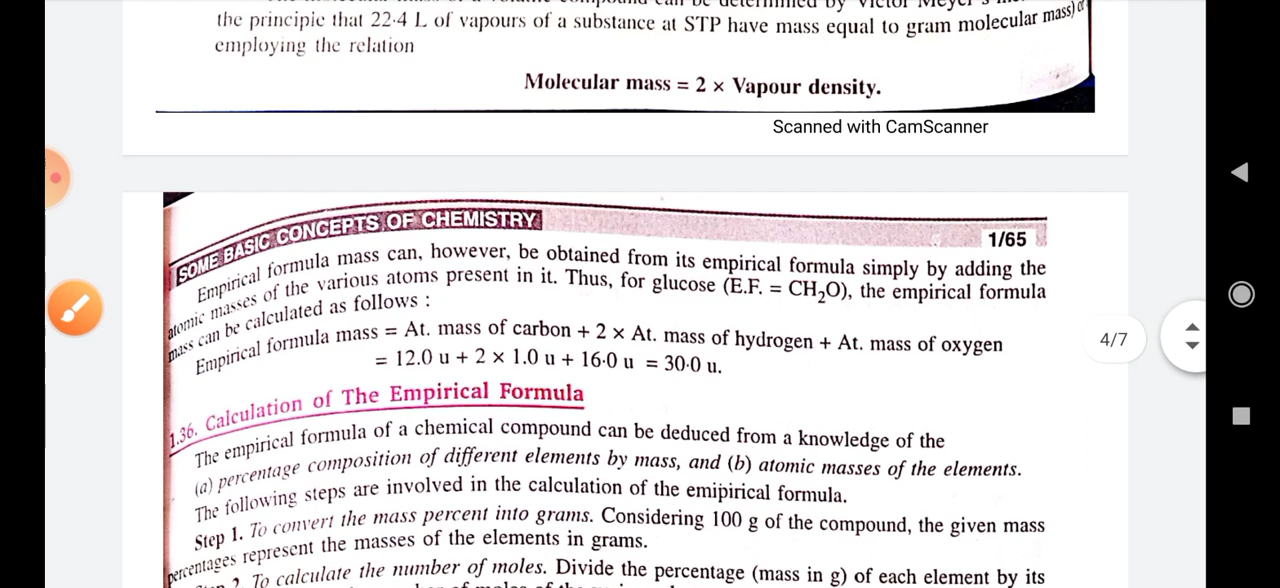 the principle that 22·4 L of vapours of a substance at STP have mass equal to gram molecular mass) or
employing the relation
Molecular mass = 2 × Vapour density.
Scanned with CamScanner
SOME BASIC CONCEPTS OF CHEMISTRY
1/65
Empirical formula mass can, however, be obtained from its empirical formula simply by adding the
atomic masses of the various atoms present in it. Thus, for glucose (E.F. = CH₂O), the empirical formula
mass can be calculated as follows :
Empirical formula mass = At. mass of carbon + 2 × At. mass of hydrogen + At. mass of oxygen
= 12.0 u + 2 × 1.0 u + 16·0 u = 30·0 u.
4/7
1.36. Calculation of The Empirical Formula
The empirical formula of a chemical compound can be deduced from a knowledge of the
(a) percentage composition of different elements by mass, and (b) atomic masses of the elements.
The following steps are involved in the calculation of the emipirical formula.
Step 1. To convert the mass percent into grams. Considering 100 g of the compound, the given mass
percentages represent the masses of the elements in grams.
2. To calculate the number of moles. Divide the percentage (mass in g) of each element by its